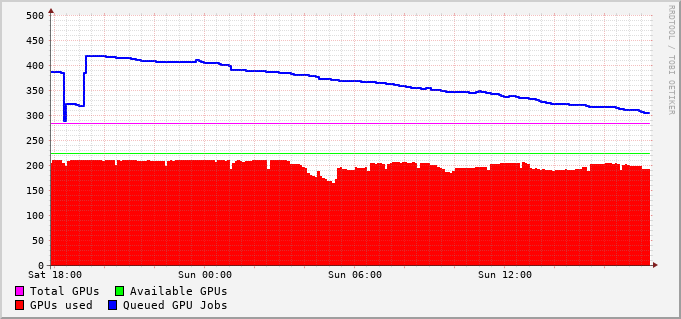 500
450
400
350
300
250
200
150
100
50
0
Sat 18:00 Sun 00:00 Sun 06:00 Sun 12:00
Total GPUs Available GPUs
GPUs used Queued GPU Jobs
RRDTOOL / TOBI OETIKER